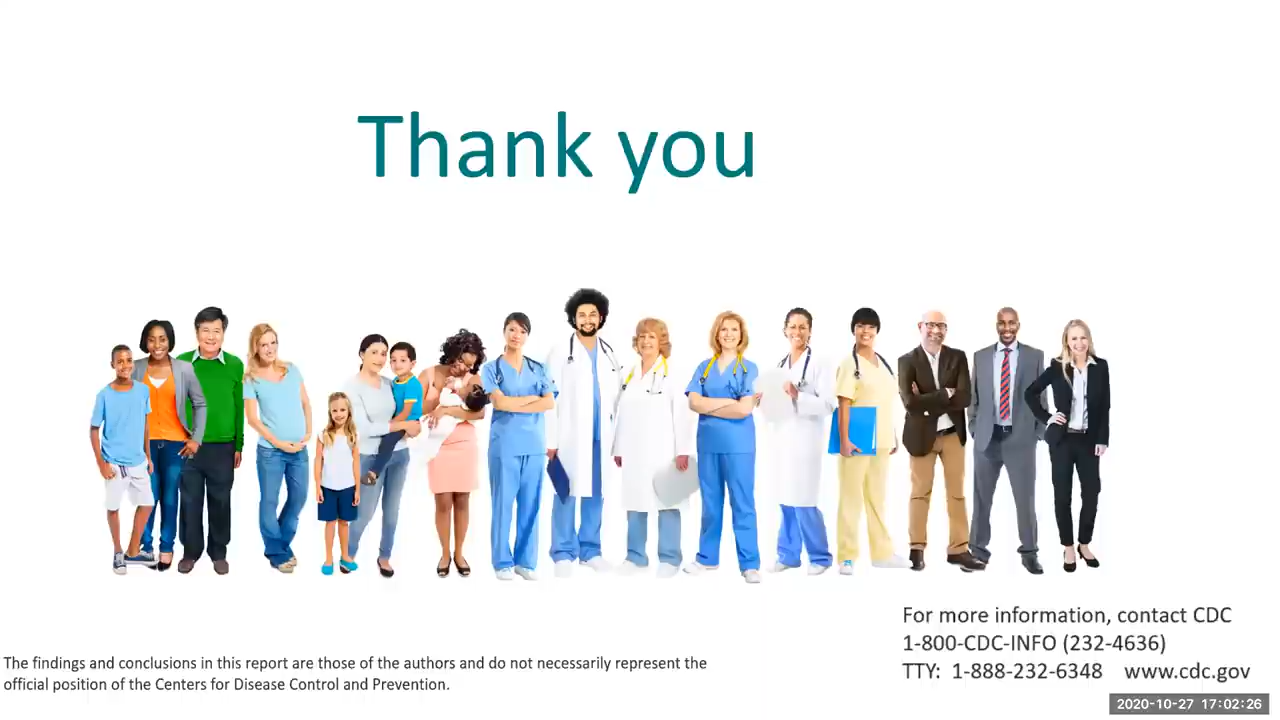 Thank you
The findings and conclusions in this report are those of the authors and do not necessarily represent the
official position of the Centers for Disease Control and Prevention.
For more information, contact CDC
1-800-CDC-INFO (232-4636)
TTY:  1-888-232-6348    www.cdc.gov
2020-10-27  17:02:26